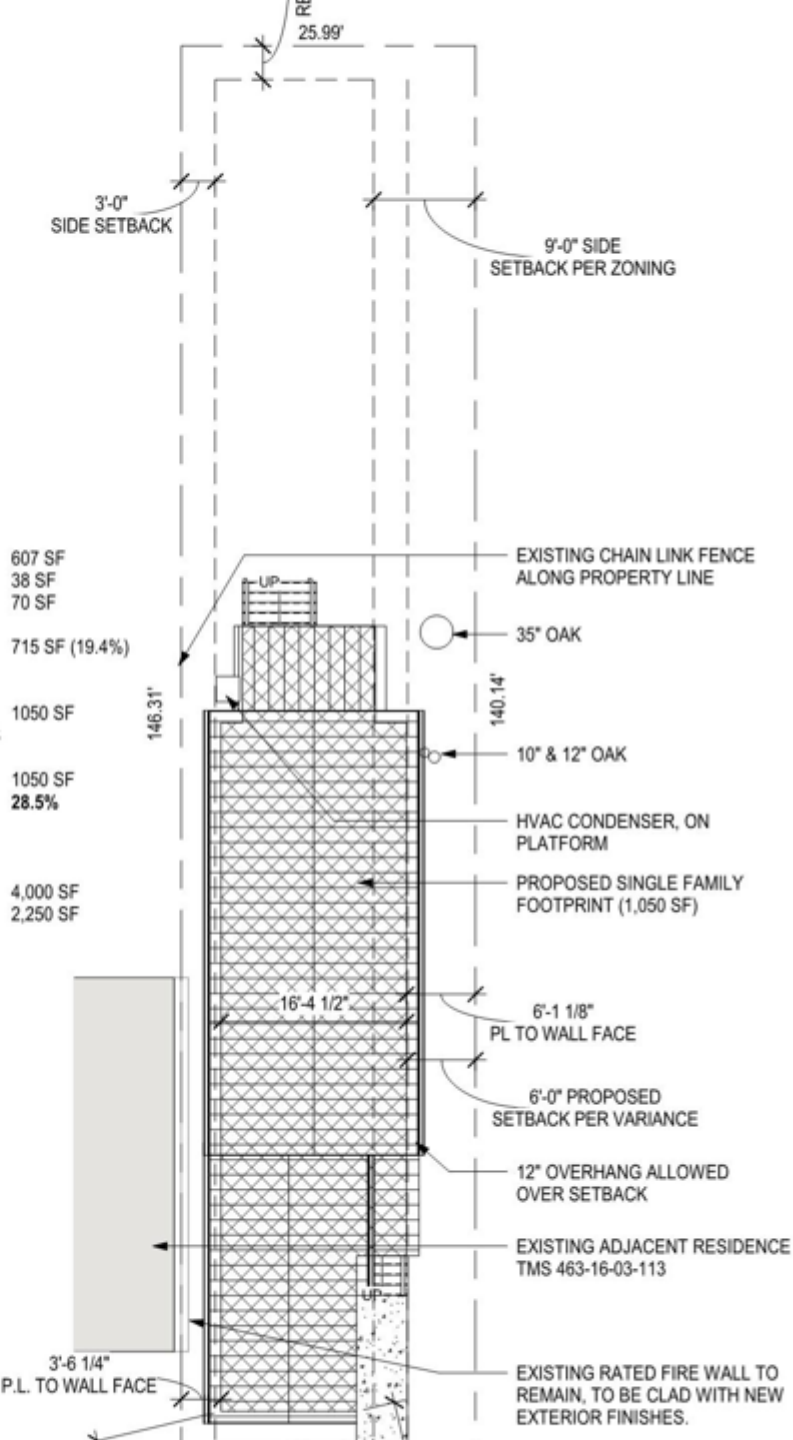 25.99'
3'-0"
SIDE SETBACK
9'-0" SIDE
SETBACK PER ZONING
607 SF
38 SF
70 SF
715 SF (19.4%)
1050 SF
1050 SF
28.5%
4,000 SF
2,250 SF
UP
EXISTING CHAIN LINK FENCE
ALONG PROPERTY LINE
35" OAK
146.31'
140.14'
10" & 12" OAK
HVAC CONDENSER, ON
PLATFORM
PROPOSED SINGLE FAMILY
FOOTPRINT (1,050 SF)
16'-4 1/2"
6'-1 1/8"
PL TO WALL FACE
6'-0" PROPOSED
SETBACK PER VARIANCE
12" OVERHANG ALLOWED
OVER SETBACK
EXISTING ADJACENT RESIDENCE
TMS 463-16-03-113
UP
3'-6 1/4"
P.L. TO WALL FACE
EXISTING RATED FIRE WALL TO
REMAIN, TO BE CLAD WITH NEW
EXTERIOR FINISHES.